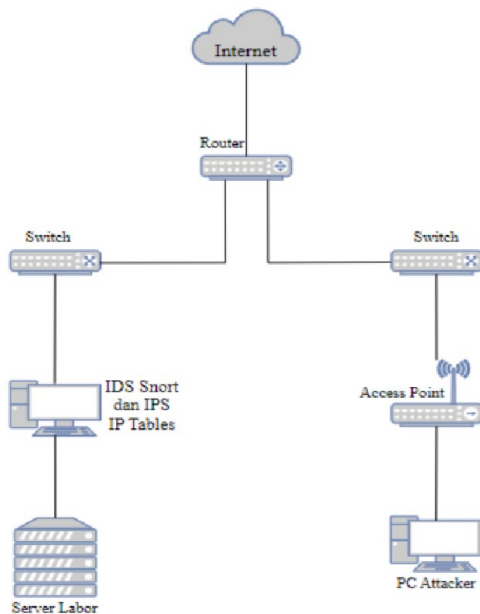 Internet
Router
Switch
Switch
IDS Snort
dan IPS
IP Tables
Access Point
Server Labor
PC Attacker